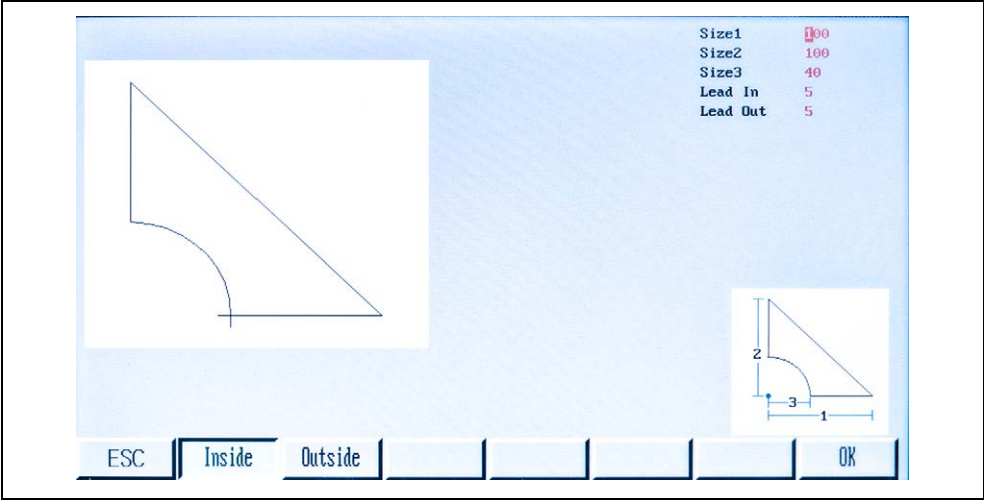 Size1 100
Size2 100
Size3 40
Lead In 5
Lead Out 5
2
3
1
ESC Inside Outside OK